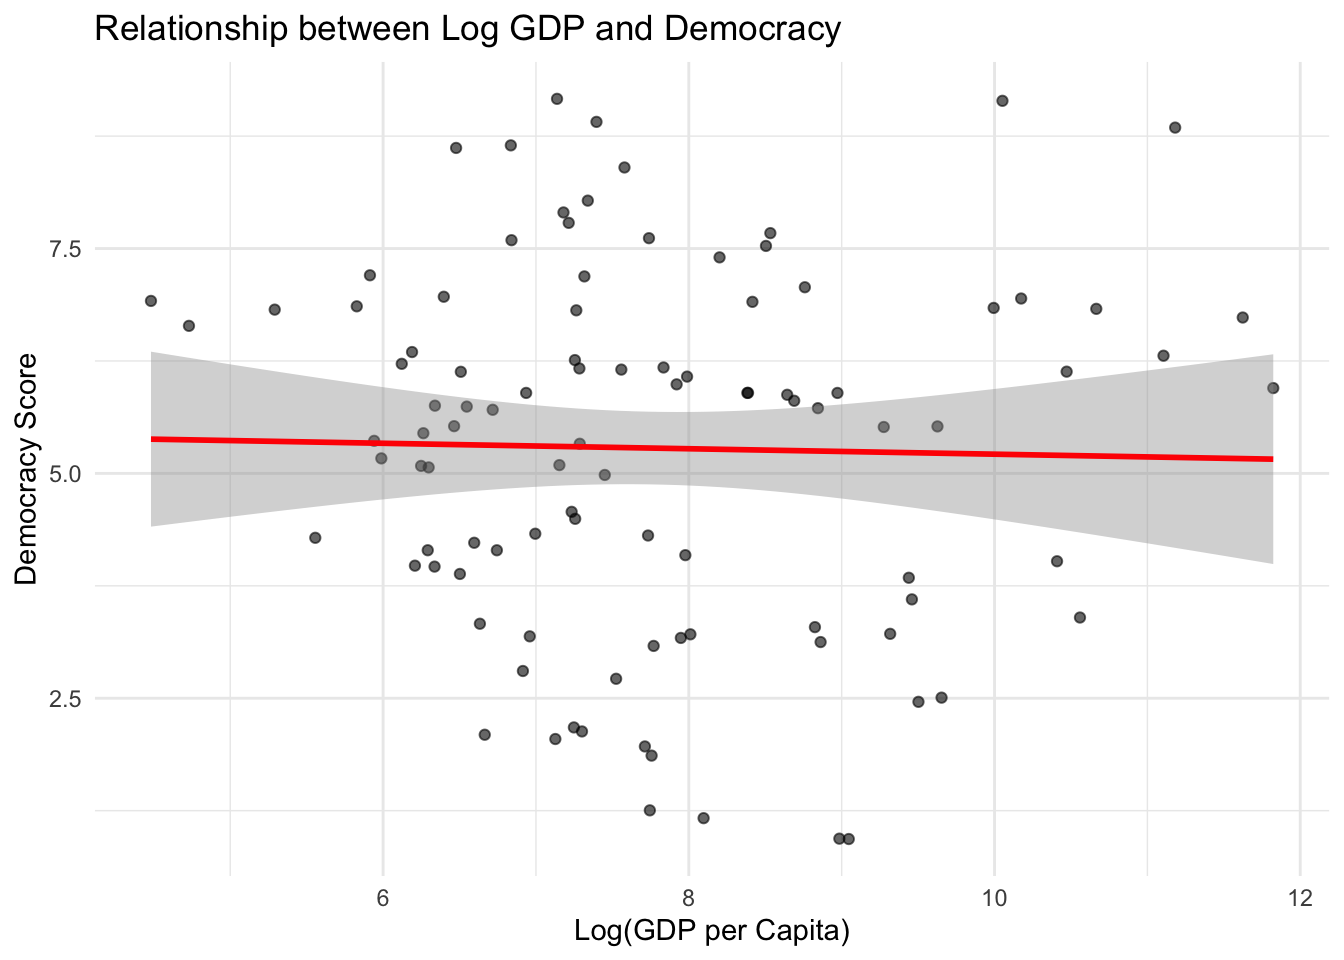 Relationship between Log GDP and Democracy
Democracy Score
7.5
5.0
2.5
6 8 10 12
Log(GDP per Capita)